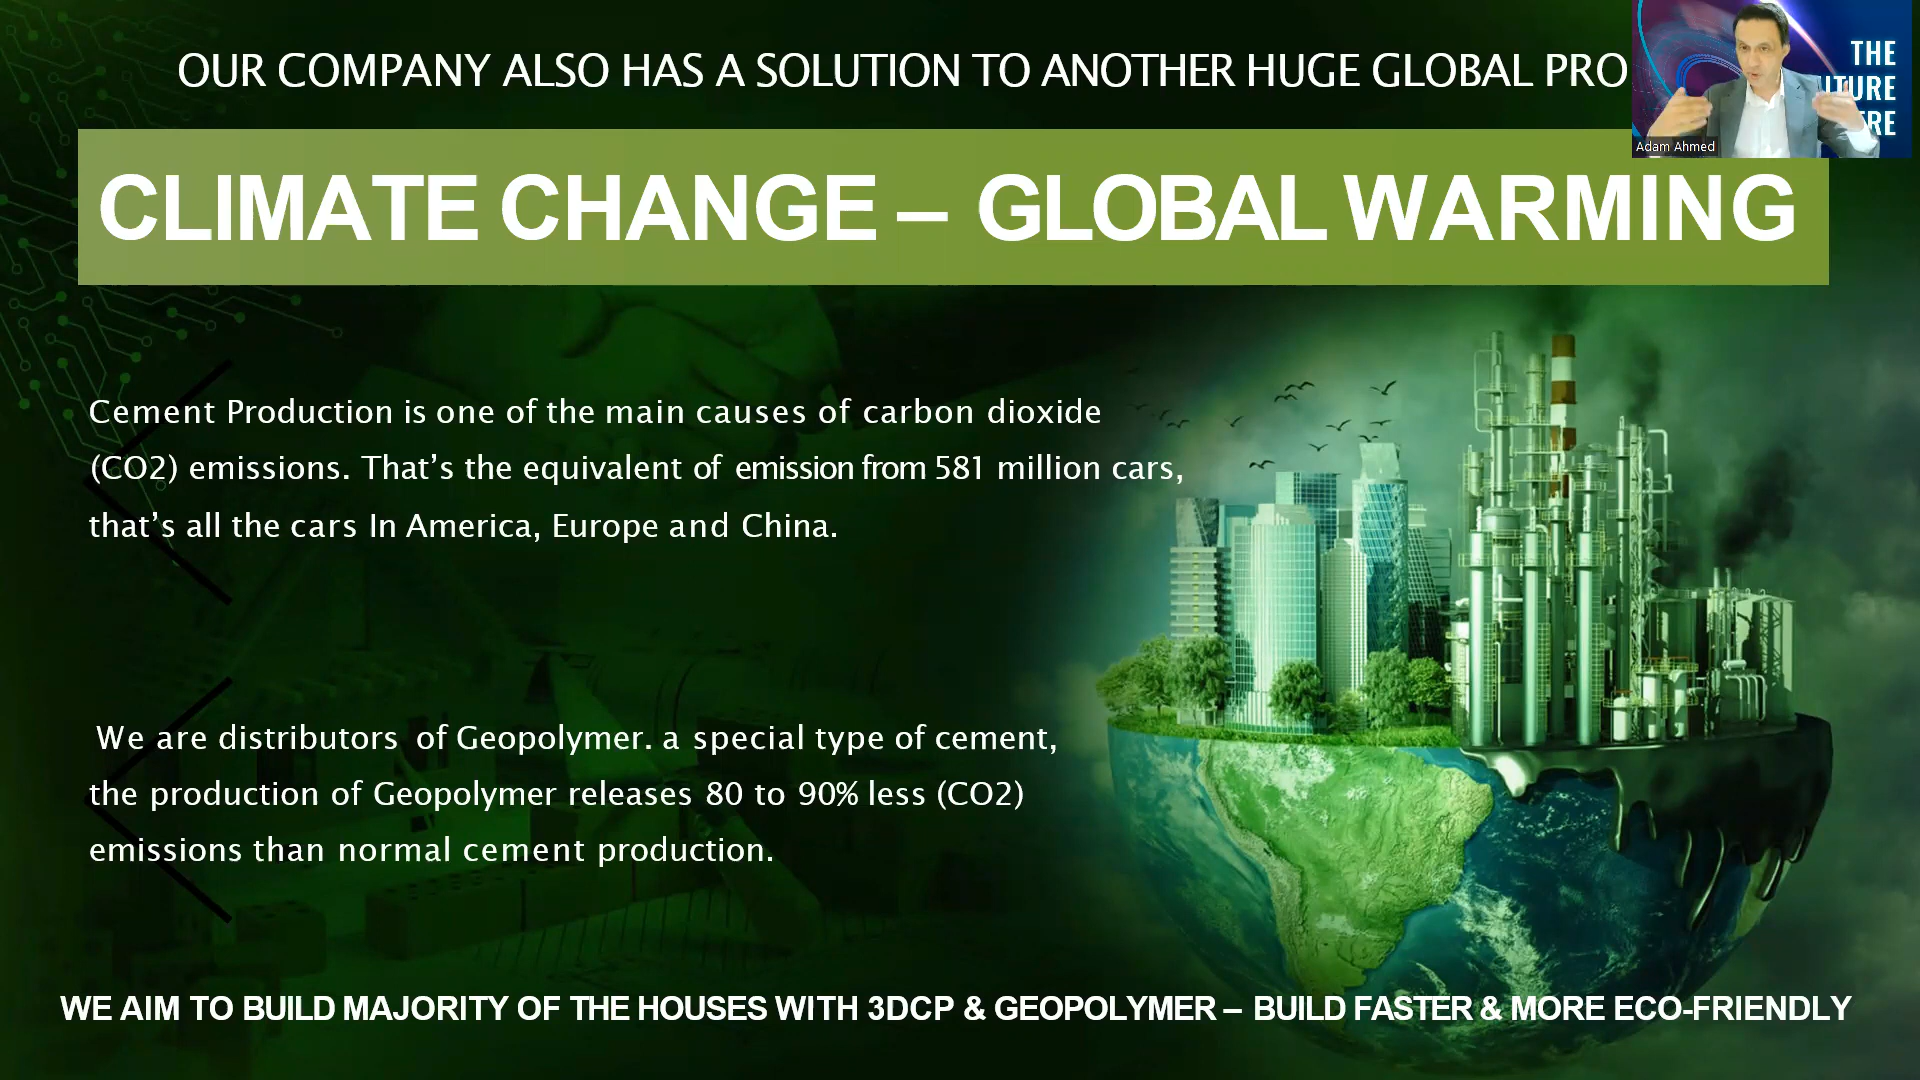 OUR COMPANY ALSO HAS A SOLUTION TO ANOTHER HUGE GLOBAL PRO
THE
UTURE
ERE
Adam Ahmed
CLIMATE CHANGE – GLOBAL WARMING
Cement Production is one of the main causes of carbon dioxide
(CO2) emissions. That’s the equivalent of emission from 581 million cars,
that’s all the cars In America, Europe and China.
We are distributors of Geopolymer. a special type of cement,
the production of Geopolymer releases 80 to 90% less (CO2)
emissions than normal cement production.
WE AIM TO BUILD MAJORITY OF THE HOUSES WITH 3DCP & GEOPOLYMER – BUILD FASTER & MORE ECO-FRIENDLY